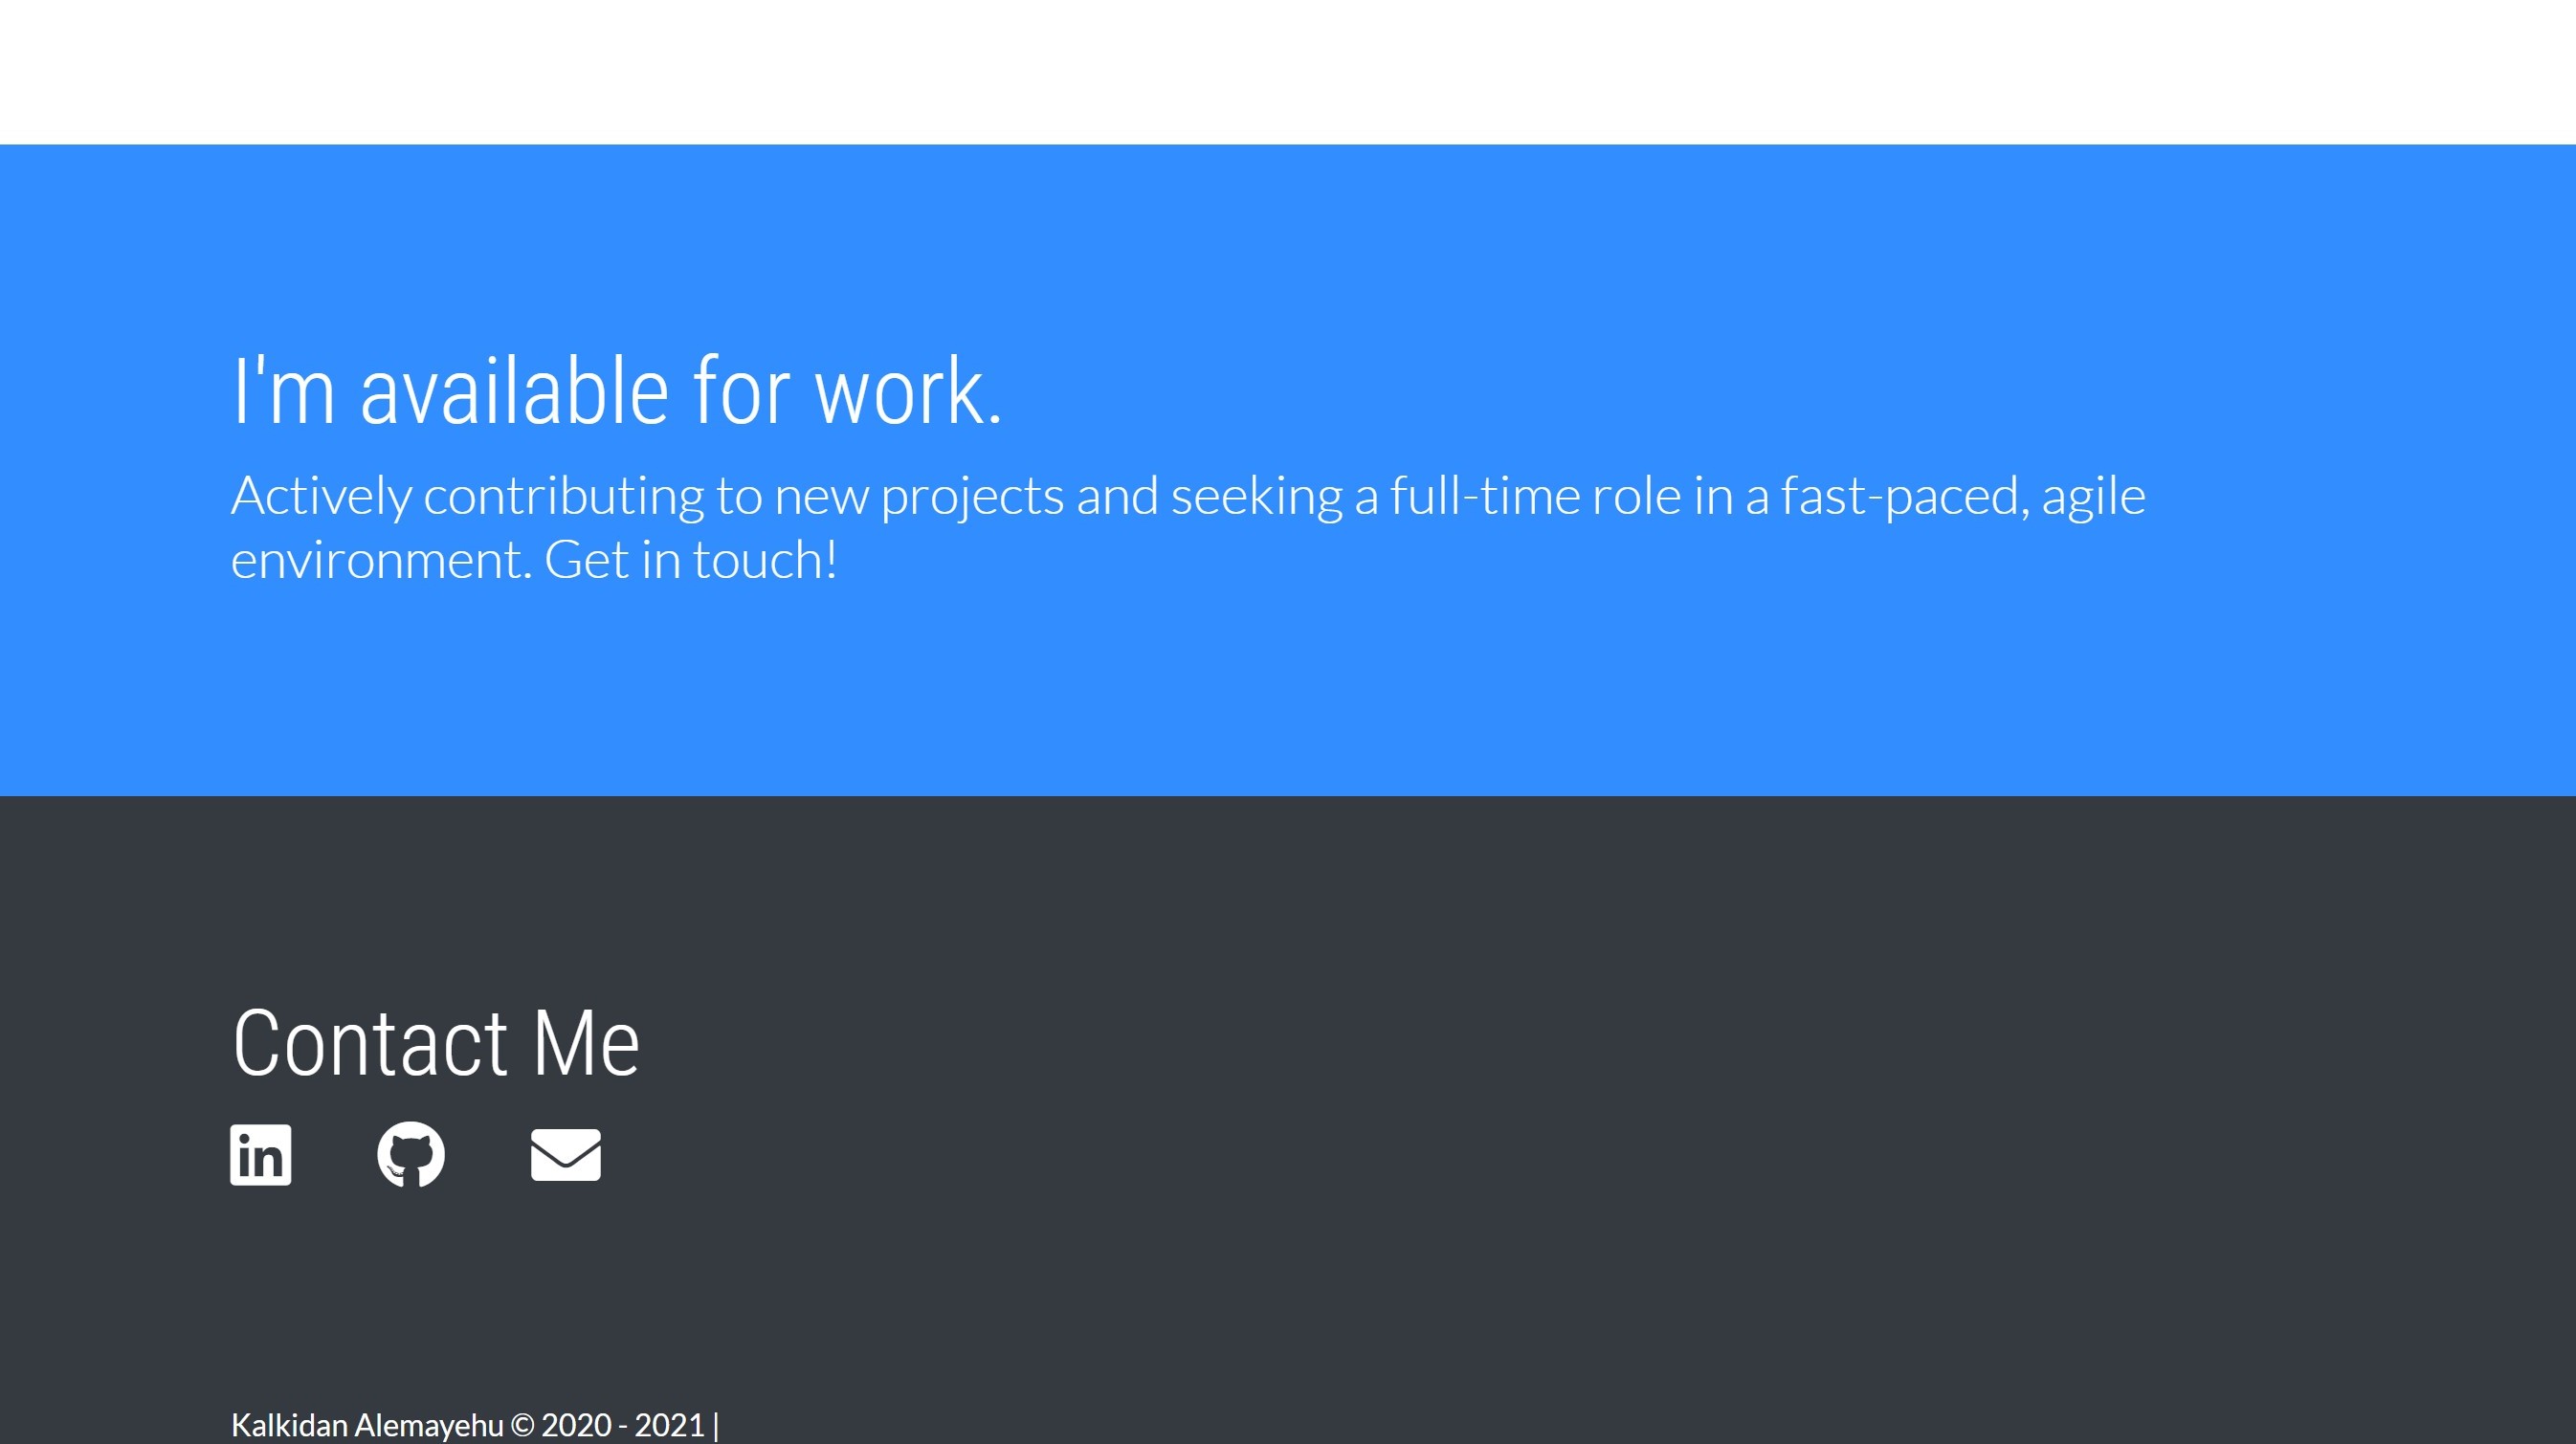 I'm available for work.
Actively contributing to new projects and seeking a full-time role in a fast-paced, agile
environment. Get in touch!
Contact Me
in
Kalkidan Alemayehu © 2020 - 2021 |